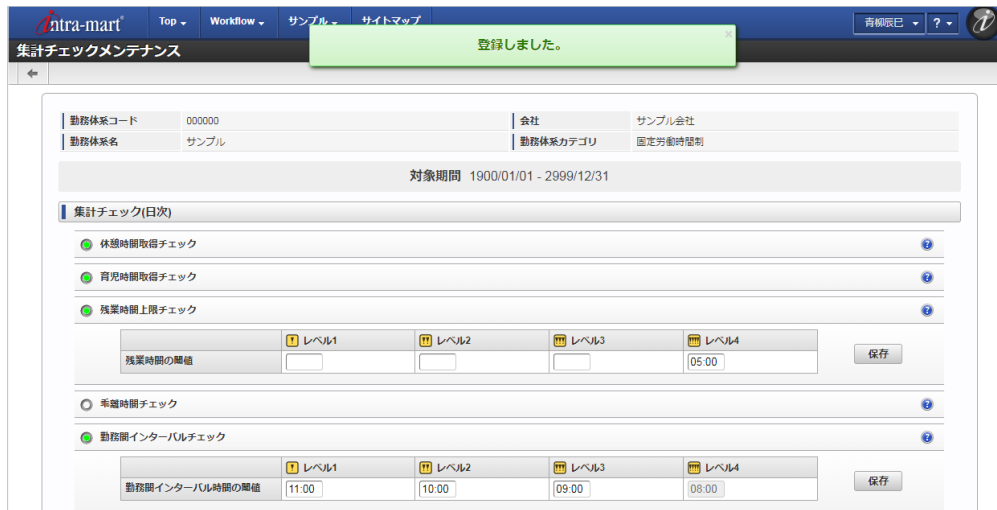 intra-mart Top Workflow サンプル サイトマップ 青柳辰巳 ?
登録しました。 ×
集計チェックメンテナンス
勤務体系コード 000000 会社 サンプル会社
勤務体系名 サンプル 勤務体系カテゴリ 固定労働時間制
対象期間 1900/01/01 - 2999/12/31
集計チェック(日次)
休憩時間取得チェック ?
育児時間取得チェック ?
残業時間上限チェック ?
レベル1 レベル2 レベル3 レベル4
残業時間の閾値 05:00 保存
乖離時間チェック ?
勤務間インターバルチェック ?
レベル1 レベル2 レベル3 レベル4
勤務間インターバル時間の閾値 11:00 10:00 09:00 08:00 保存